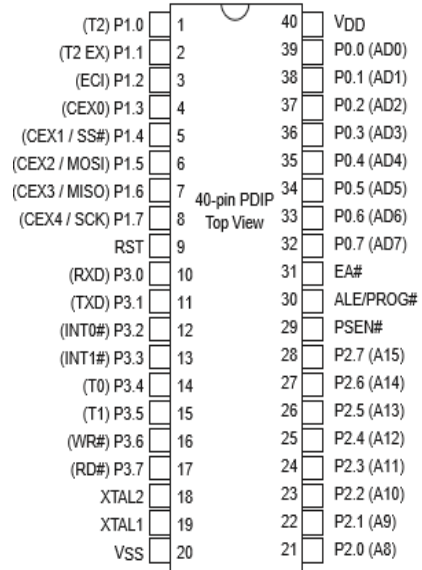 (T2) P1.0 1 40 VDD
(T2 EX) P1.1 2 39 P0.0 (AD0)
(ECI) P1.2 3 38 P0.1 (AD1)
(CEX0) P1.3 4 37 P0.2 (AD2)
(CEX1 / SS#) P1.4 5 36 P0.3 (AD3)
(CEX2 / MOSI) P1.5 6 35 P0.4 (AD4)
(CEX3 / MISO) P1.6 7 40-pin PDIP 34 P0.5 (AD5)
(CEX4 / SCK) P1.7 8 Top View 33 P0.6 (AD6)
RST 9 32 P0.7 (AD7)
(RXD) P3.0 10 31 EA#
(TXD) P3.1 11 30 ALE/PROG#
(INT0#) P3.2 12 29 PSEN#
(INT1#) P3.3 13 28 P2.7 (A15)
(T0) P3.4 14 27 P2.6 (A14)
(T1) P3.5 15 26 P2.5 (A13)
(WR#) P3.6 16 25 P2.4 (A12)
(RD#) P3.7 17 24 P2.3 (A11)
XTAL2 18 23 P2.2 (A10)
XTAL1 19 22 P2.1 (A9)
VSS 20 21 P2.0 (A8)